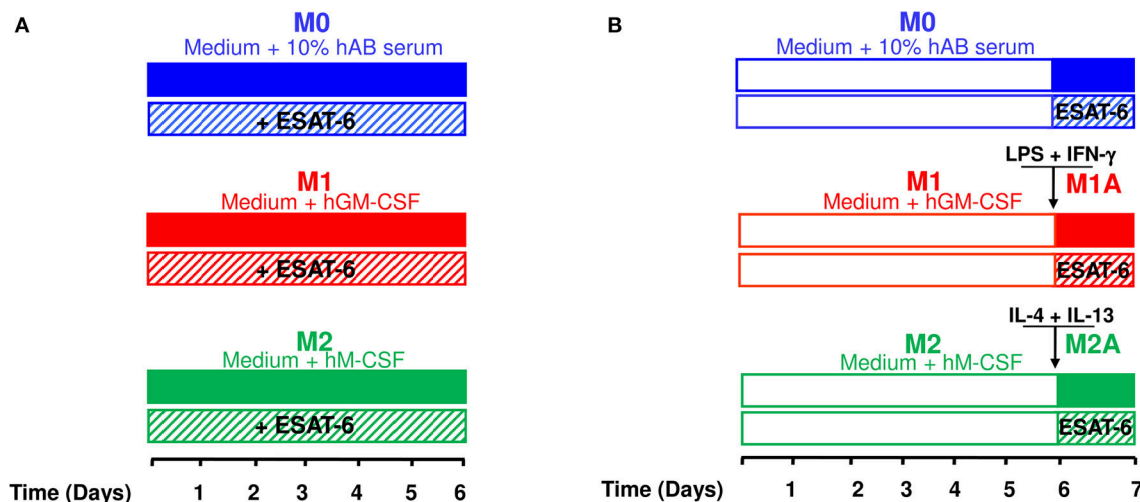 A
M0
Medium + 10% hAB serum
+ ESAT-6
M1
Medium + hGM-CSF
+ ESAT-6
M2
Medium + hM-CSF
+ ESAT-6
Time (Days) 1 2 3 4 5 6
B
M0
Medium + 10% hAB serum
ESAT-6
LPS + IFN-γ
M1 M1A
Medium + hGM-CSF
ESAT-6
IL-4 + IL-13
M2 M2A
Medium + hM-CSF
ESAT-6
Time (Days) 1 2 3 4 5 6 7